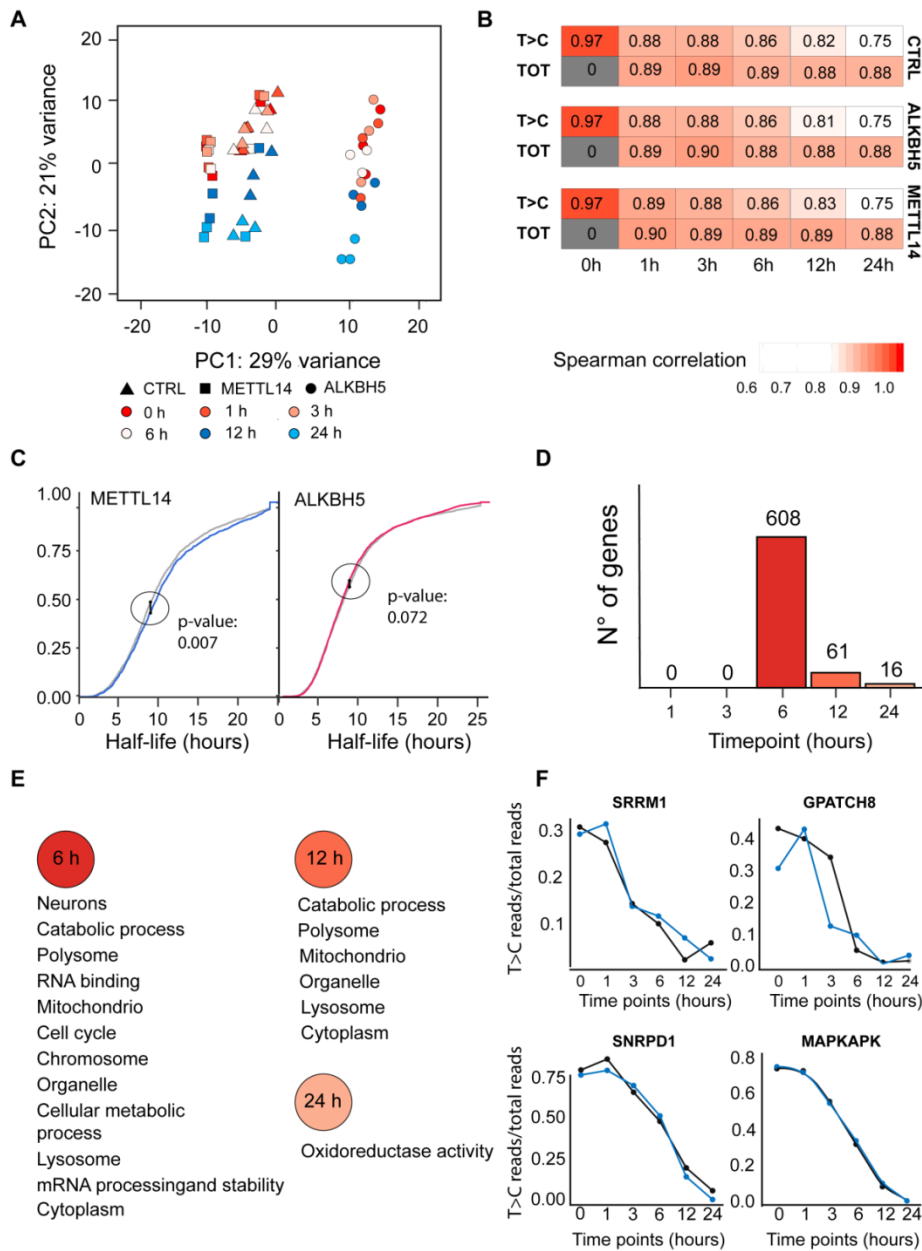 A
20
10
0
-10
-20
PC2: 21% variance
-20
-10
0
10
20
PC1: 29% variance
CTRL METTL14 ALKBH5
0 h 1 h 3 h
6 h 12 h 24 h
B
T>C 0.97 0.88 0.88 0.86 0.82 0.75
TOT 0 0.89 0.89 0.89 0.88 0.88
CTRL
T>C 0.97 0.88 0.88 0.86 0.81 0.75
TOT 0 0.89 0.90 0.88 0.88 0.88
ALKBH5
T>C 0.97 0.89 0.88 0.86 0.83 0.75
TOT 0 0.90 0.89 0.89 0.89 0.88
METTL14
0h 1h 3h 6h 12h 24h
Spearman correlation
0.6 0.8 0.9 1.0
C
1.00
0.75
0.50
0.25
0.00
METTL14
p-value:
0.007
0 5 10 15 20
Half-life (hours)
ALKBH5
p-value:
0.072
0 5 10 15 20 25
Half-life (hours)
D
N° of genes
0 0 608 61 16
1 3 6 12 24
Timepoint (hours)
E
6 h
Neurons
Catabolic process
Polysome
RNA binding
Mitochondrio
Cell cycle
Chromosome
Organelle
Cellular metabolic
process
Lysosome
mRNA processingand stability
Cytoplasm
12 h
Catabolic process
Polysome
Mitochondrio
Organelle
Lysosome
Cytoplasm
24 h
Oxidoreductase activity
F
SRRM1
T>C reads/total reads
0.3
0.2
0.1
0 1 3 6 12 24
Time points (hours)
GPATCH8
0.4
0.3
0.2
0.1
0.0
0 1 3 6 12 24
Time points (hours)
SNRPD1
T>C reads/total reads
0.75
0.50
0.25
0.00
0 1 3 6 12 24
Time points (hours)
MAPKAPK
0.8
0.6
0.4
0.2
0.0
0 1 3 6 12 24
Time points (hours)